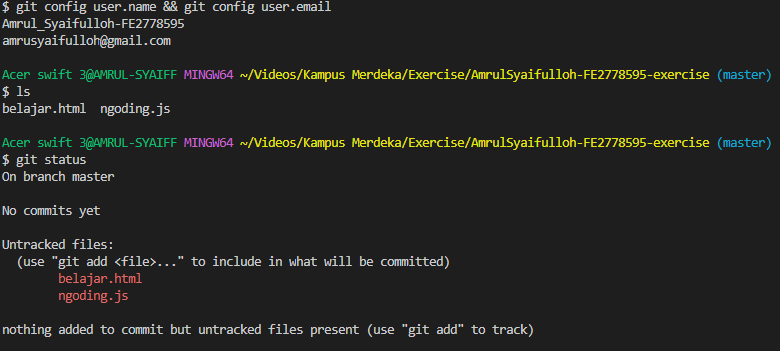 $ git config user.name && git config user.email
Amrul_Syaifulloh-FE2778595
amrusyaifulloh@gmail.com
Acer swift 3@AMRUL-SYAIFF MINGW64 ~/Videos/Kampus Merdeka/Exercise/AmrulSyaifulloh-FE2778595-exercise (master)
$ ls
belajar.html  ngoding.js
Acer swift 3@AMRUL-SYAIFF MINGW64 ~/Videos/Kampus Merdeka/Exercise/AmrulSyaifulloh-FE2778595-exercise (master)
$ git status
On branch master
No commits yet
Untracked files:
  (use "git add <file>..." to include in what will be committed)
        belajar.html
        ngoding.js
nothing added to commit but untracked files present (use "git add" to track)